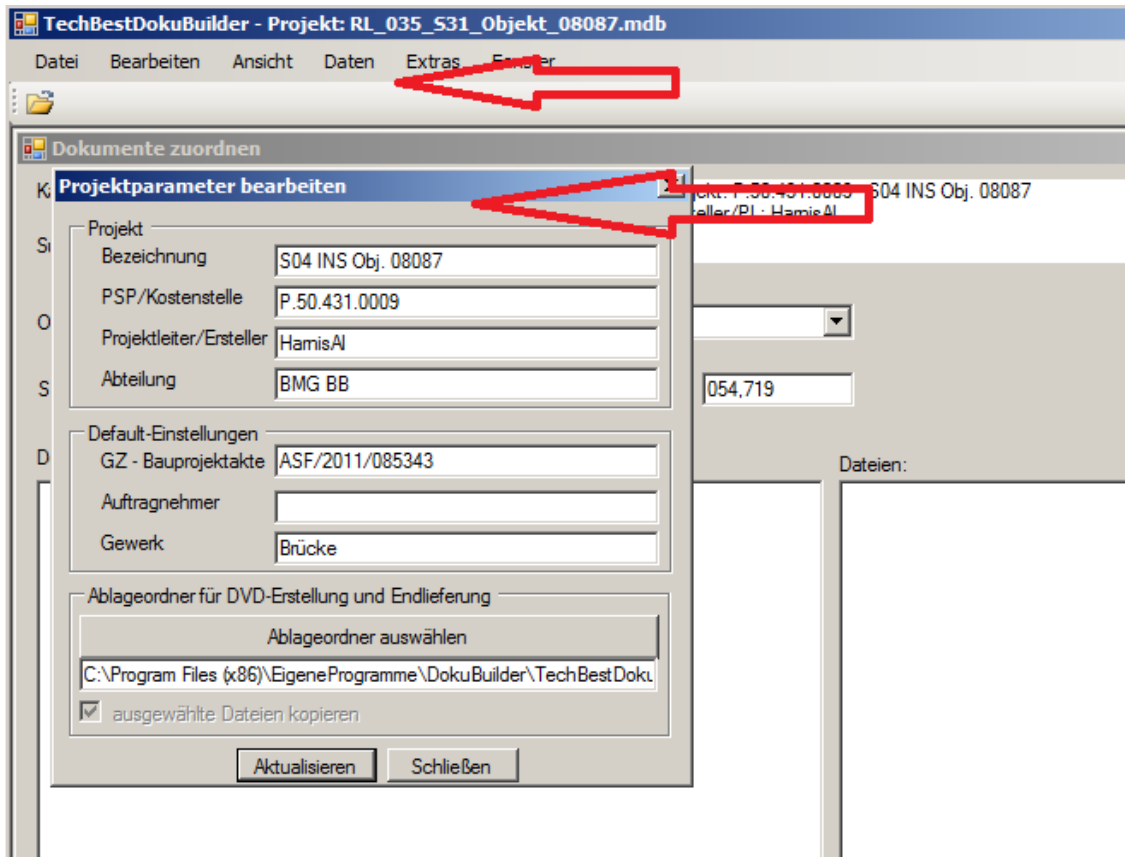 TechBestDokuBuilder - Projekt: RL_035_S31_Objekt_08087.mdb
Datei Bearbeiten Ansicht Daten Extras Fenster
Dokumente zuordnen
Projektparameter bearbeiten
S04 INS Obj. 08087
Projekt
Bezeichnung S04 INS Obj. 08087
PSP/Kostenstelle P.50.431.0009
Projektleiter/Ersteller HamisAl
Abteilung BMG BB
054,719
Default-Einstellungen
GZ - Bauprojektakte ASF/2011/085343
Auftragnehmer
Gewerk Brücke
Dateien:
Ablageordner für DVD-Erstellung und Endlieferung
Ablageordner auswählen
C:\Program Files (x86)\EigeneProgramme\DokuBuilder\TechBestDoku
ausgewählte Dateien kopieren
Aktualisieren Schließen